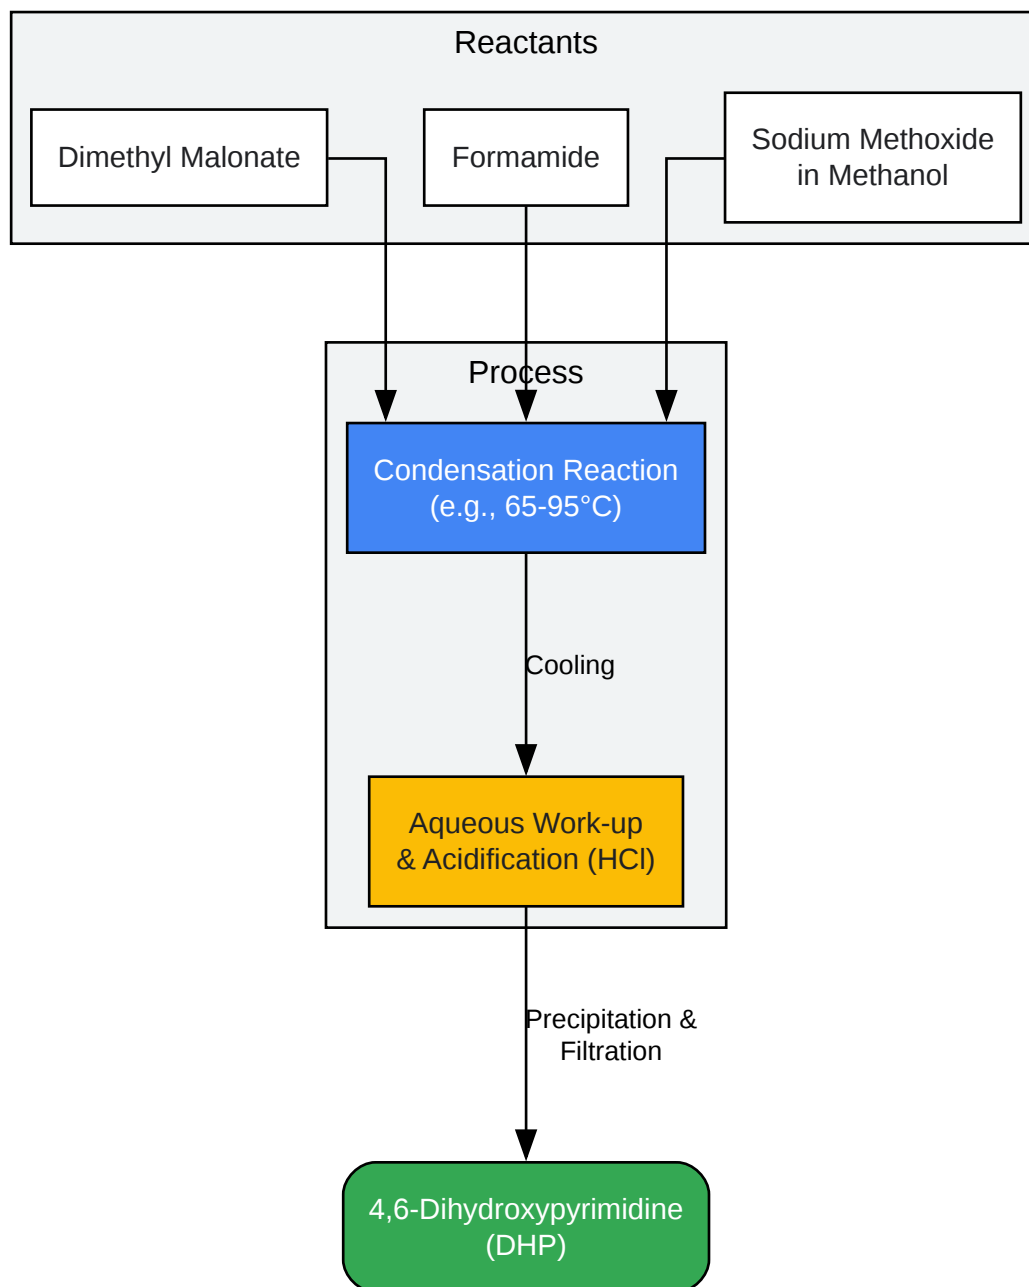 Reactants
Dimethyl Malonate
Formamide
Sodium Methoxide
in Methanol
Process
Condensation Reaction
(e.g., 65-95°C)
Cooling
Aqueous Work-up
& Acidification (HCl)
Precipitation &
Filtration
4,6-Dihydroxypyrimidine
(DHP)